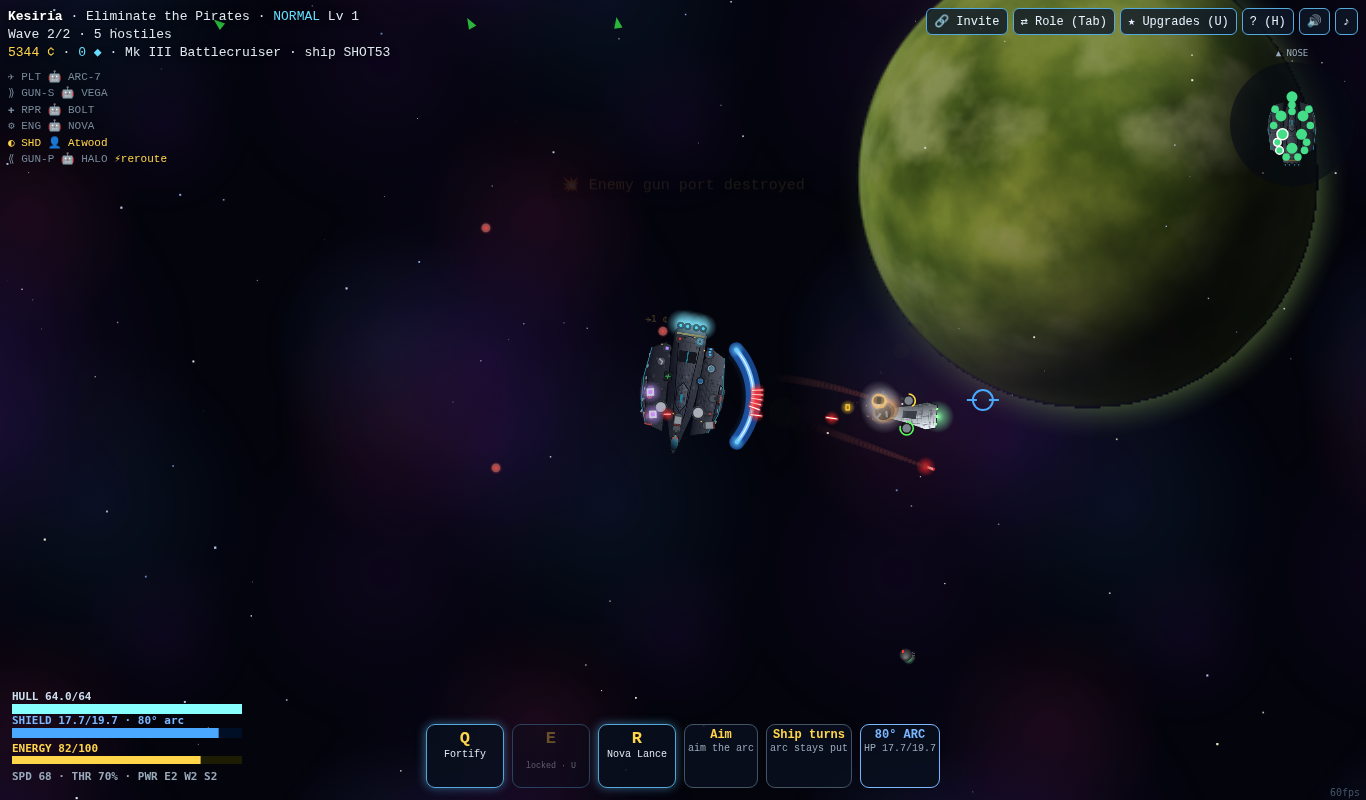 Kesiria · Eliminate the Pirates · NORMAL Lv 1
Wave 2/2 · 5 hostiles
5344 ¢ · 0 ◆ · Mk III Battlecruiser · ship SHOT53
✈ PLT 🤖 ARC-7
⟫ GUN-S 🤖 VEGA
✚ RPR 🤖 BOLT
⚙ ENG 🤖 NOVA
◐ SHD 👤 Atwood
⟪ GUN-P 🤖 HALO ⚡reroute
🔗 Invite
⇄ Role (Tab)
★ Upgrades (U)
? (H)
🔊
♪
▲ NOSE
💥 Enemy gun port destroyed
+1 ¢
HULL 64.0/64
SHIELD 17.7/19.7 · 80° arc
ENERGY 82/100
SPD 68 · THR 70% · PWR E2 W2 S2
Q
Fortify
E
locked · U
R
Nova Lance
Aim
aim the arc
Ship turns
arc stays put
80° ARC
HP 17.7/19.7
60fps